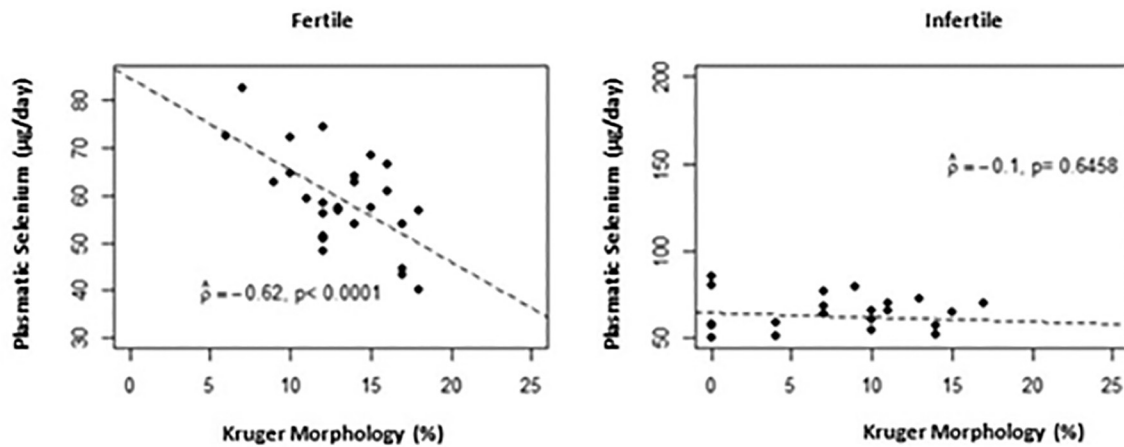 Fertile
Plasmatic Selenium (µg/day)
80
70
60
50
40
30
ρ̂ = −0.62, p< 0.0001
0 5 10 15 20 25
Kruger Morphology (%)
Infertile
Plasmatic Selenium (µg/day)
200
150
100
50
ρ̂ = −0.1, p= 0.6458
0 5 10 15 20 25
Kruger Morphology (%)